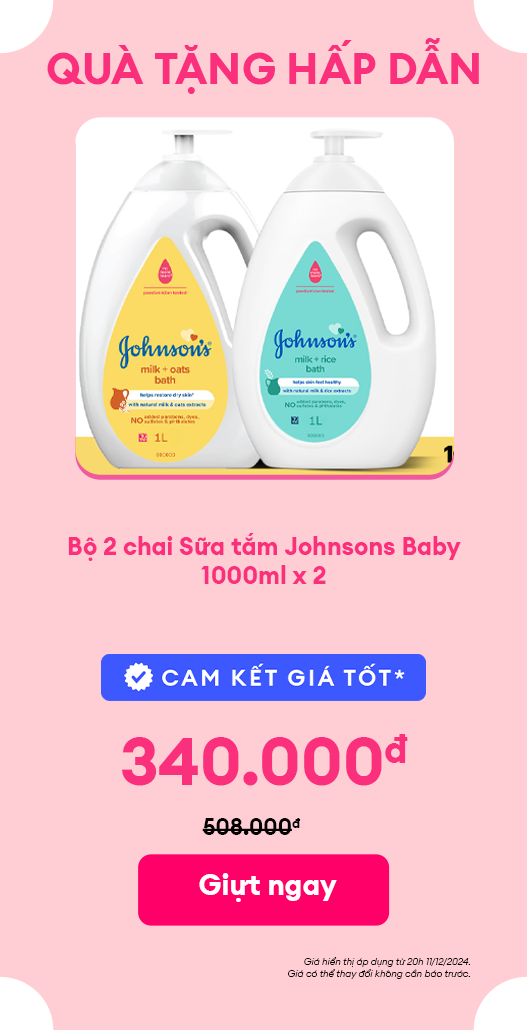 QUÀ TẶNG HẤP DẪN
Johnson's
milk + oats
bath
helps restore dry skin*
with natural milk & oats extracts
NO added parabens, dyes,
sulfates & phthalates
1L
Johnson's
milk + rice
bath
helps skin feel healthy
with natural milk & rice extracts
NO added parabens, dyes,
sulfates & phthalates
1L
Bộ 2 chai Sữa tắm Johnsons Baby
1000ml x 2
CAM KẾT GIÁ TỐT*
340.000đ
508.000đ
Giựt ngay
Giá hiển thị áp dụng từ 20h 11/12/2024.
Giá có thể thay đổi không cần báo trước.